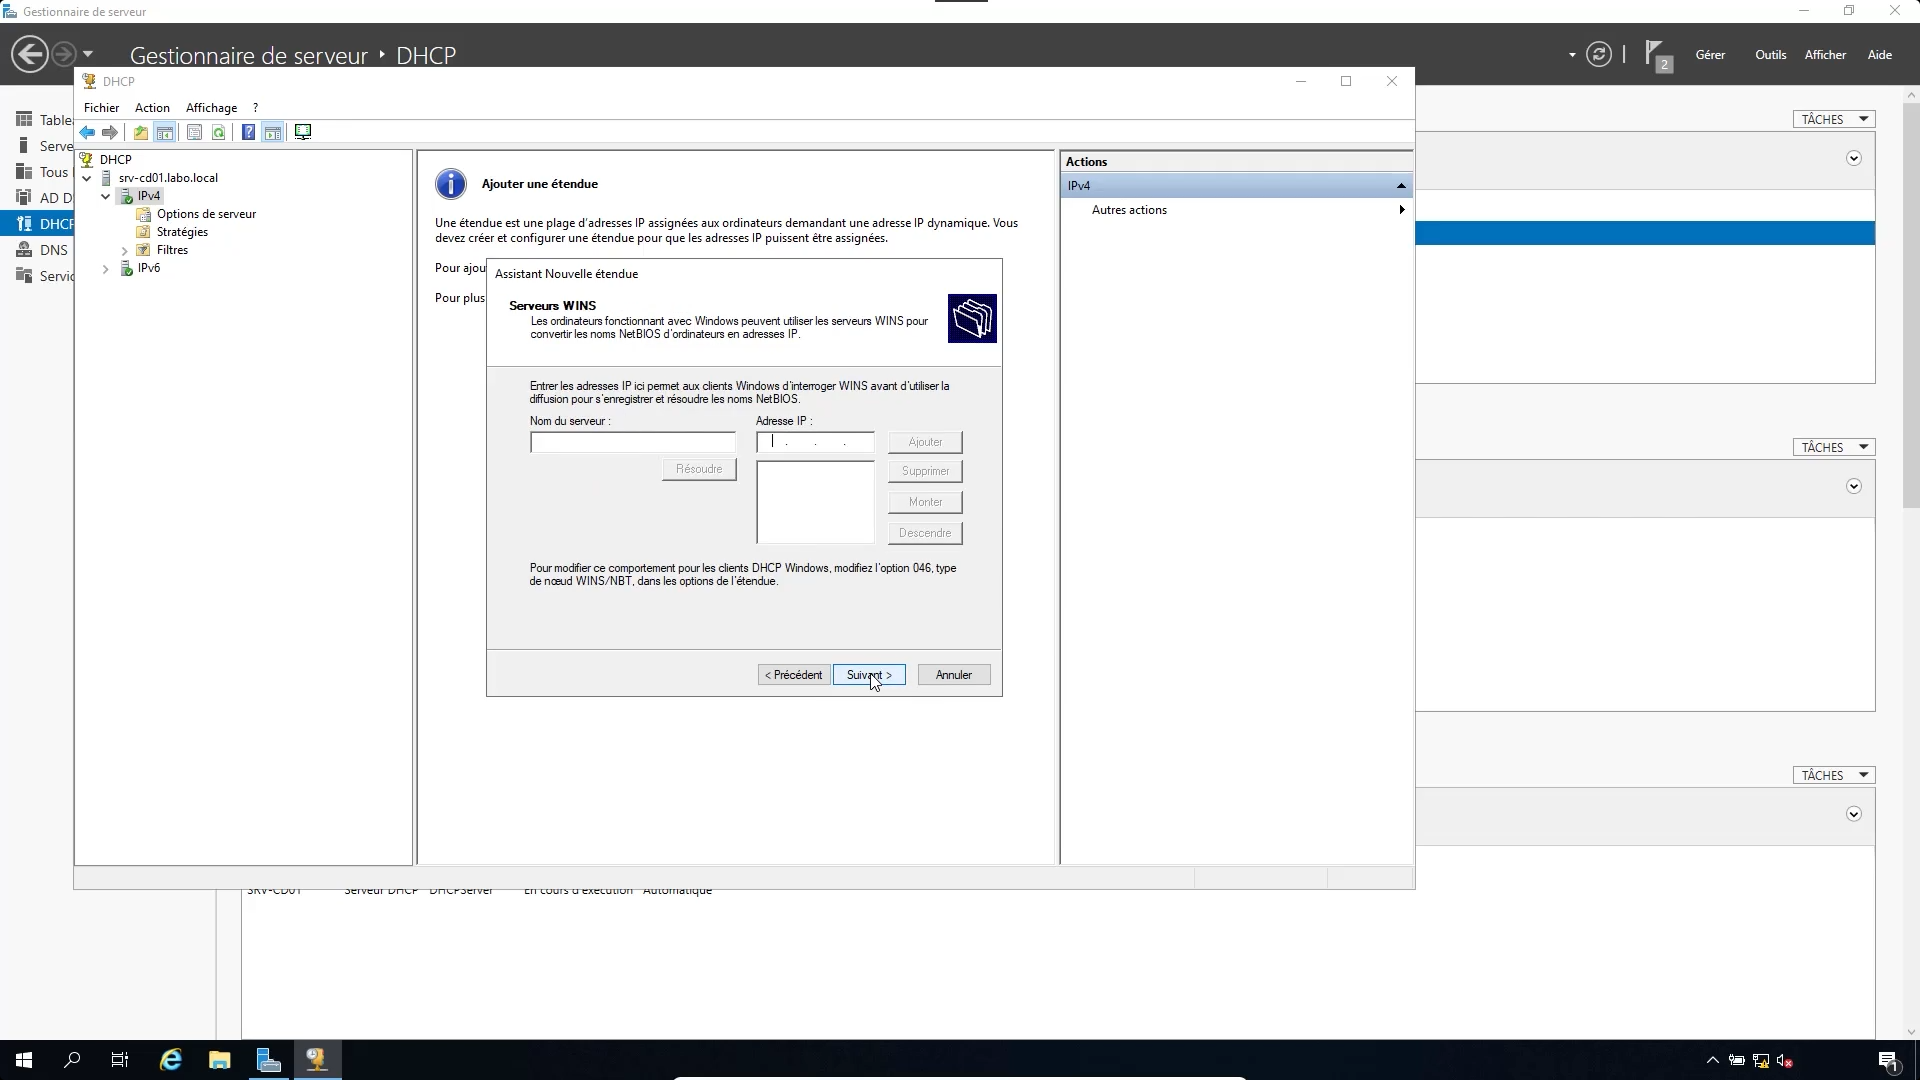 Gestionnaire de serveur
Gestionnaire de serveur ‣ DHCP
2
Gérer
Outils
Afficher
Aide
DHCP
Fichier Action Affichage ?
Table
Serve
Tous
AD D
DHCP
DNS
Servic
DHCP
srv-cd01.labo.local
IPv4
Options de serveur
Stratégies
Filtres
IPv6
Ajouter une étendue
Une étendue est une plage d'adresses IP assignées aux ordinateurs demandant une adresse IP dynamique. Vous
devez créer et configurer une étendue pour que les adresses IP puissent être assignées.
Pour ajou
Pour plus
Assistant Nouvelle étendue
Serveurs WINS
Les ordinateurs fonctionnant avec Windows peuvent utiliser les serveurs WINS pour
convertir les noms NetBIOS d'ordinateurs en adresses IP.
Entrer les adresses IP ici permet aux clients Windows d'interroger WINS avant d'utiliser la
diffusion pour s'enregistrer et résoudre les noms NetBIOS.
Nom du serveur :
Adresse IP :
. . .
Ajouter
Résoudre
Supprimer
Monter
Descendre
Pour modifier ce comportement pour les clients DHCP Windows, modifiez l'option 046, type
de nœud WINS/NBT, dans les options de l'étendue.
< Précédent
Suivant >
Annuler
Actions
IPv4
Autres actions
TÂCHES
TÂCHES
TÂCHES
SRV-CD01 Serveur DHCP DHCPServer En cours d'exécution Automatique
1